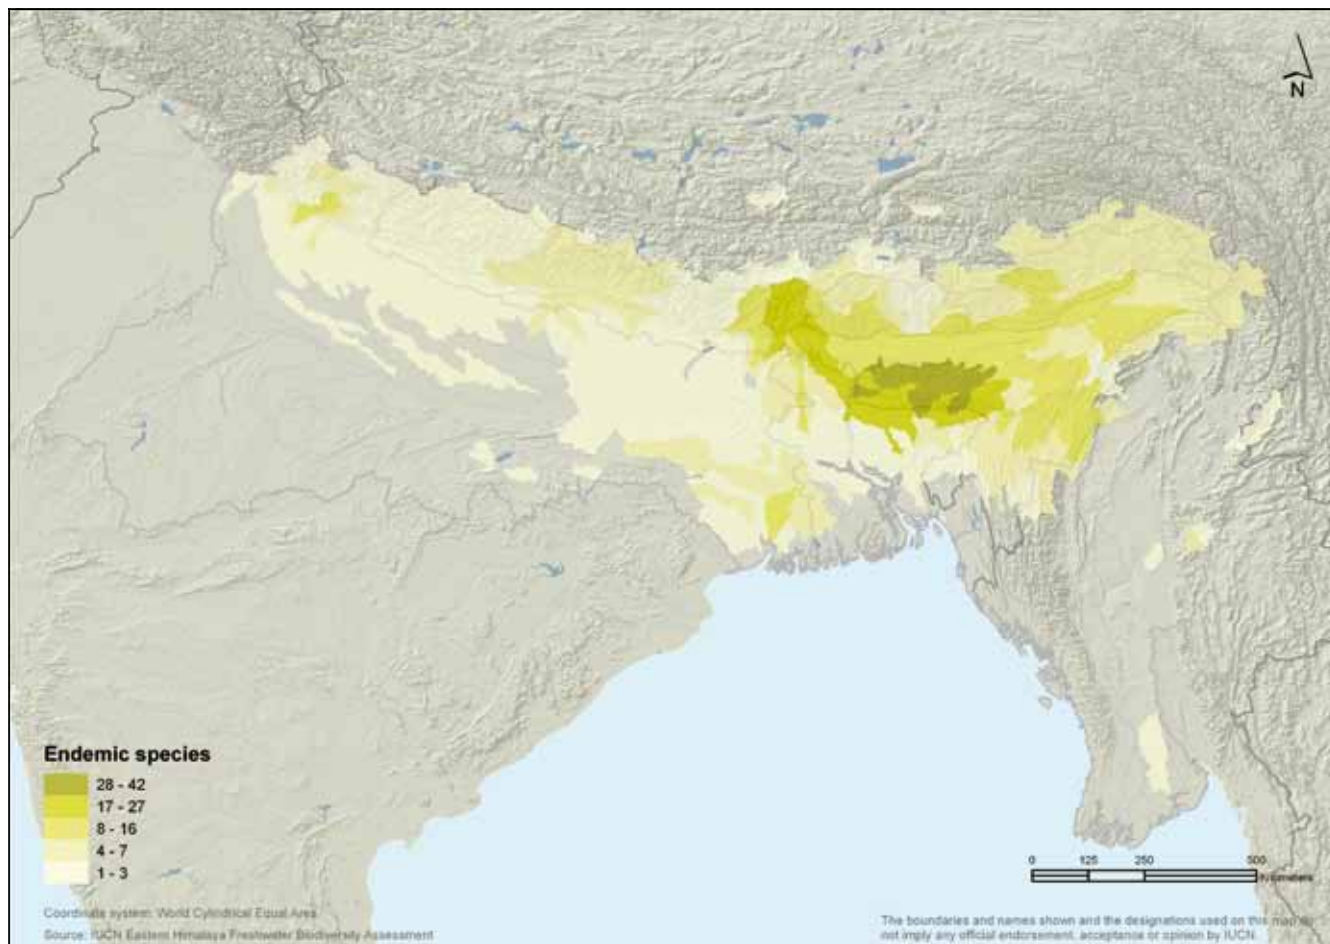 N
Endemic species
28 - 42
17 - 27
8 - 16
4 - 7
1 - 3
0 125 250 500
Kilometers
Coordinate system: World Cylindrical Equal Area
Source: IUCN Eastern Himalaya Freshwater Biodiversity Assessment
The boundaries and names shown and the designations used on this map do
not imply any official endorsement, acceptance or opinion by IUCN.